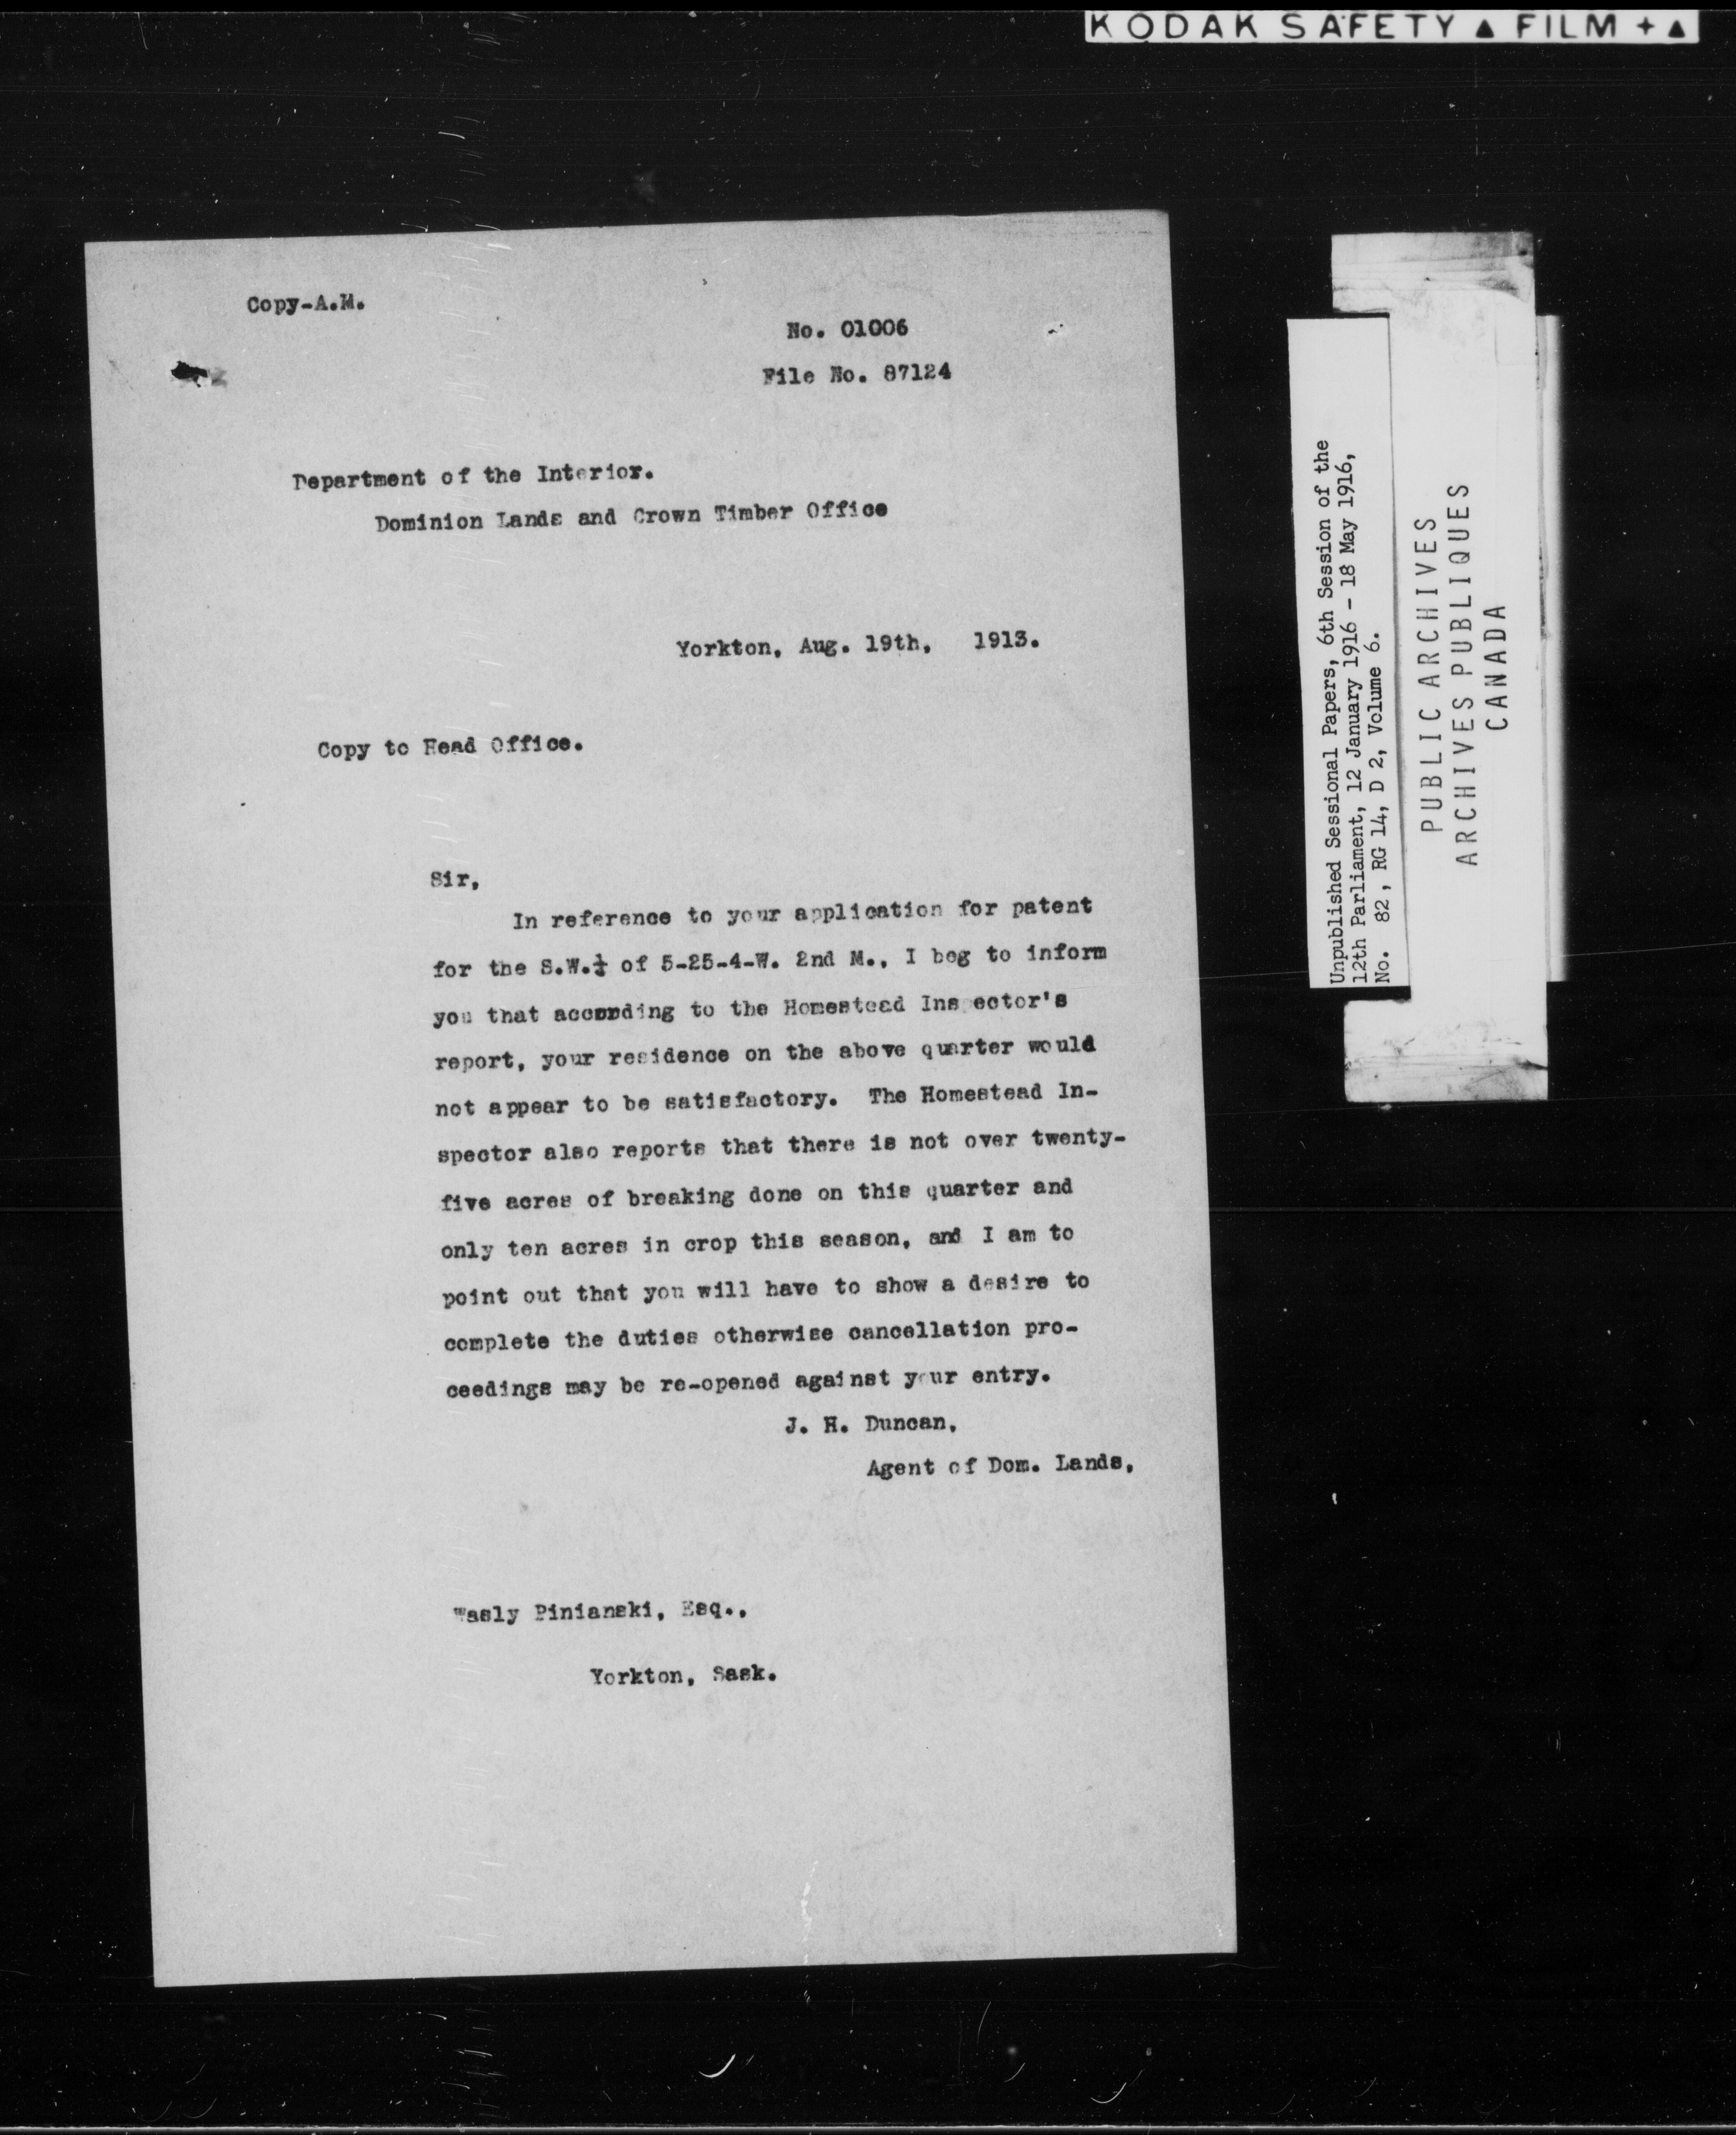 KODAK SAFETY ▲ FILM + ▲
Copy-A.M.
No. 01006
File No. 87124
Department of the Interior.
Dominion Lands and Crown Timber Office
Yorkton, Aug. 19th, 1913.
Copy to Head Office.
Sir,
In reference to your application for patent
for the S.W.¼ of 5-25-4-W. 2nd M., I beg to inform
you that according to the Homestead Inspector's
report, your residence on the above quarter would
not appear to be satisfactory. The Homestead In-
spector also reports that there is not over twenty-
five acres of breaking done on this quarter and
only ten acres in crop this season, and I am to
point out that you will have to show a desire to
complete the duties otherwise cancellation pro-
ceedings may be re-opened against your entry.
J. H. Duncan,
Agent of Dom. Lands,
Wasly Pinianski, Esq.,
Yorkton, Sask.
Unpublished Sessional Papers, 6th Session of the
12th Parliament, 12 January 1916 - 18 May 1916,
No. 82, RG 14, D 2, Volume 6.
PUBLIC ARCHIVES
ARCHIVES PUBLIQUES
CANADA